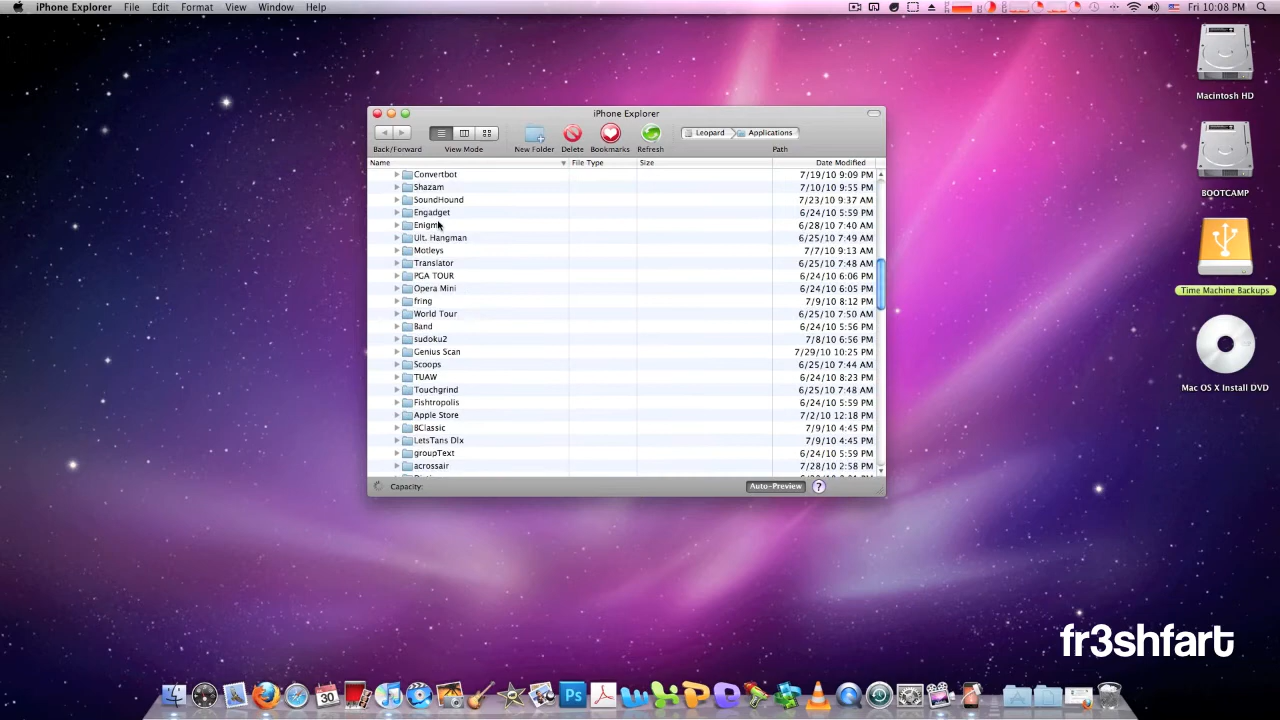 iPhone Explorer File Edit Format View Window Help Fri 10:08 PM
Macintosh HD
BOOTCAMP
Time Machine Backups
Mac OS X Install DVD
iPhone Explorer
Leopard Applications
Back/Forward View Mode New Folder Delete Bookmarks Refresh Path
Name File Type Size Date Modified
Convertbot 7/19/10 9:09 PM
Shazam 7/10/10 9:55 PM
SoundHound 7/23/10 9:37 AM
Engadget 6/24/10 5:59 PM
Enigm 6/28/10 7:40 AM
Ult. Hangman 6/25/10 7:49 AM
Motleys 7/7/10 9:13 AM
Translator 6/25/10 7:48 AM
PGA TOUR 6/24/10 6:06 PM
Opera Mini 6/24/10 6:05 PM
fring 7/9/10 8:12 PM
World Tour 6/25/10 7:50 AM
Band 6/24/10 5:56 PM
sudoku2 7/8/10 6:56 PM
Genius Scan 7/29/10 10:25 PM
Scoops 6/25/10 7:44 AM
TUAW 6/24/10 8:23 PM
Touchgrind 6/25/10 7:48 AM
Fishtropolis 6/24/10 5:59 PM
Apple Store 7/2/10 12:18 PM
BClassic 7/9/10 4:45 PM
LetsTans Dlx 7/9/10 4:45 PM
groupText 6/24/10 5:59 PM
acrossair 7/28/10 2:58 PM
Capacity: Auto-Preview ?
fr3shfart
30
Ps